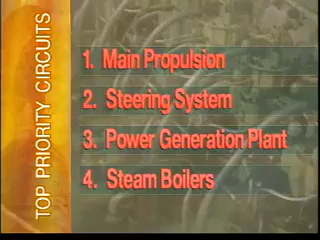 TOP PRIORITY CIRCUITS
1. Main Propulsion
2. Steering System
3. Power Generation Plant
4. Steam Boilers